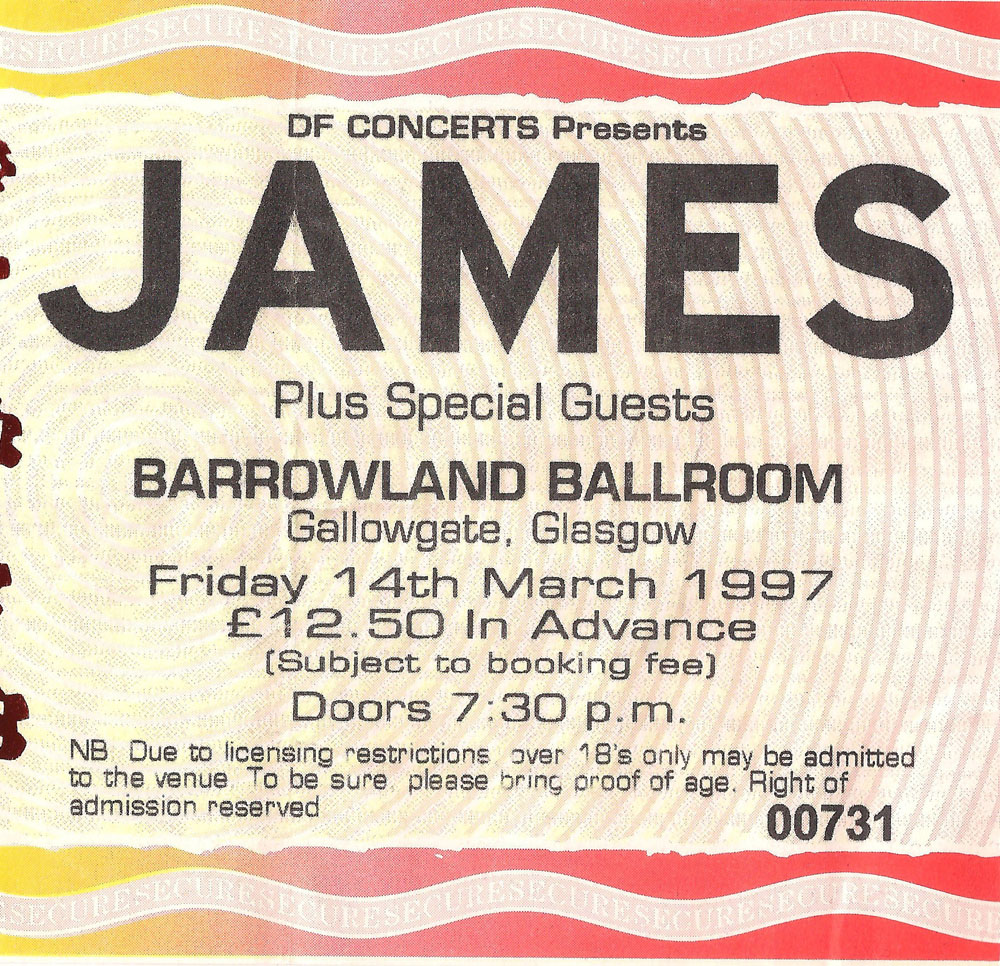 SECURESECURESECURESECURESECURESECURESECURE
DF CONCERTS Presents
JAMES
Plus Special Guests
BARROWLAND BALLROOM
Gallowgate, Glasgow
Friday 14th March 1997
£12.50 In Advance
(Subject to booking fee)
Doors 7:30 p.m.
NB Due to licensing restrictions over 18's only may be admitted
to the venue. To be sure, please bring proof of age. Right of
admission reserved
00731
SECURESECURESECURESECURESECURESECURESECURE